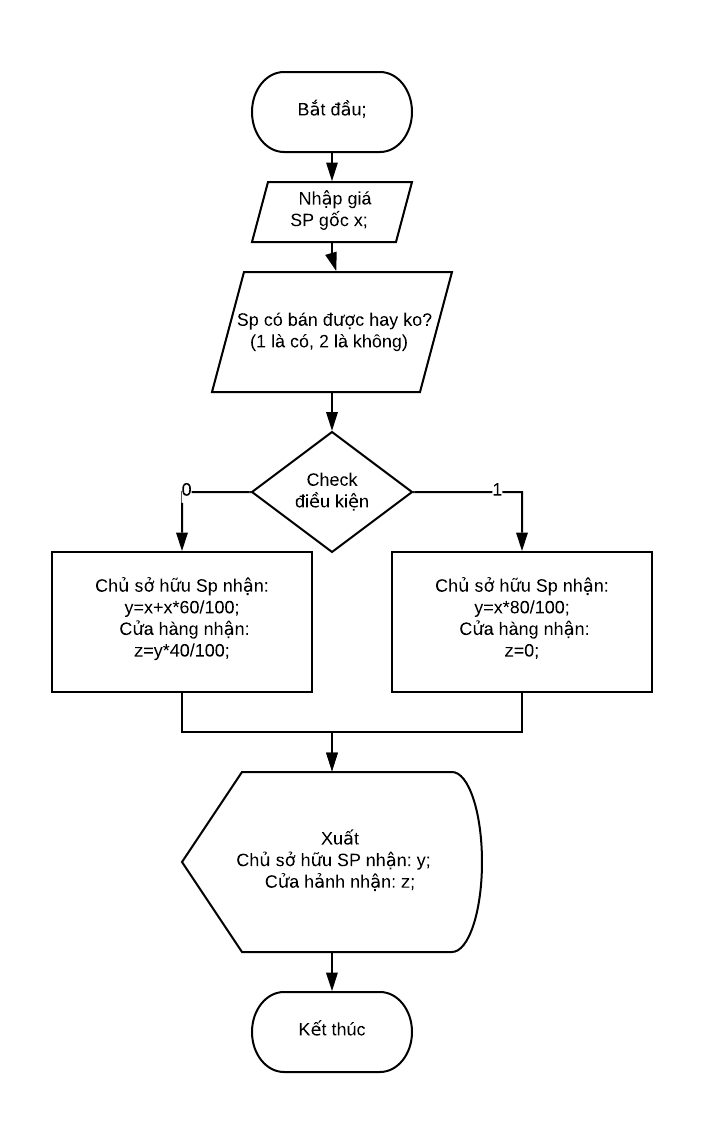 Bắt đầu;
Nhập giá
SP gốc x;
Sp có bán được hay ko?
(1 là có, 2 là không)
Check
điều kiện
0
1
Chủ sở hữu Sp nhận:
y=x+x*60/100;
Cửa hàng nhận:
z=y*40/100;
Chủ sở hữu Sp nhận:
y=x*80/100;
Cửa hàng nhận:
z=0;
Xuất
Chủ sở hữu SP nhận: y;
Cửa hảnh nhận: z;
Kết thúc